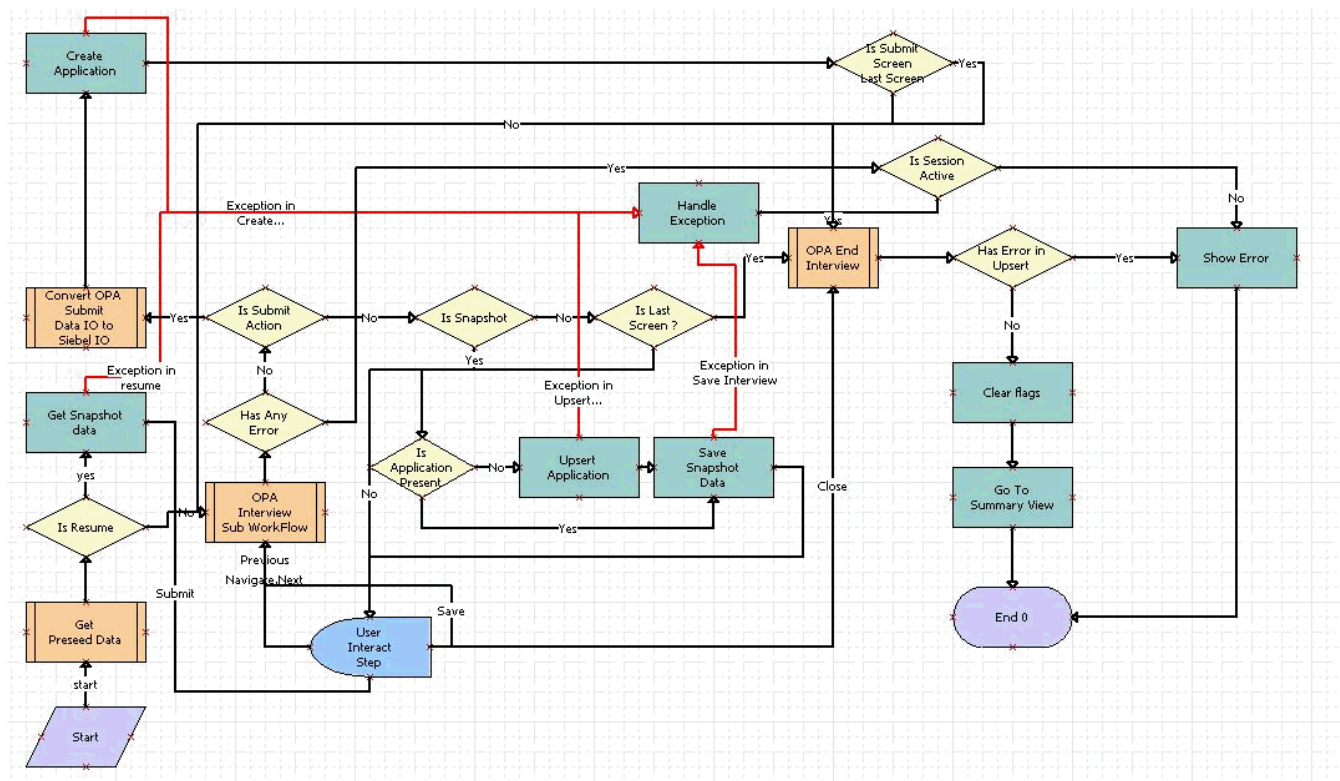 Create
Application
Is Submit
Screen
Last Screen
Yes
No
Yes
Is Session
Active
No
Exception in
Create...
Handle
Exception
Yes
OPA End
Interview
Has Error in
Upsert
Yes
Show Error
Convert OPA
Submit
Data IO to
Siebel IO
Yes
Is Submit
Action
No
Is Snapshot
No
Is Last
Screen ?
Yes
No
Yes
Exception in
resume
No
Exception in
Upsert...
Exception in
Save Interview
Clear flags
Get Snapshot
data
Has Any
Error
Is
Application
Present
No
Upsert
Application
Save
Snapshot
Data
yes
No
Close
Go To
Summary View
Is Resume
No
OPA
Interview
Sub WorkFlow
Yes
Previous
Navigate.Next
Submit
Save
Get
Preseed Data
User
Interact
Step
End 0
start
Start